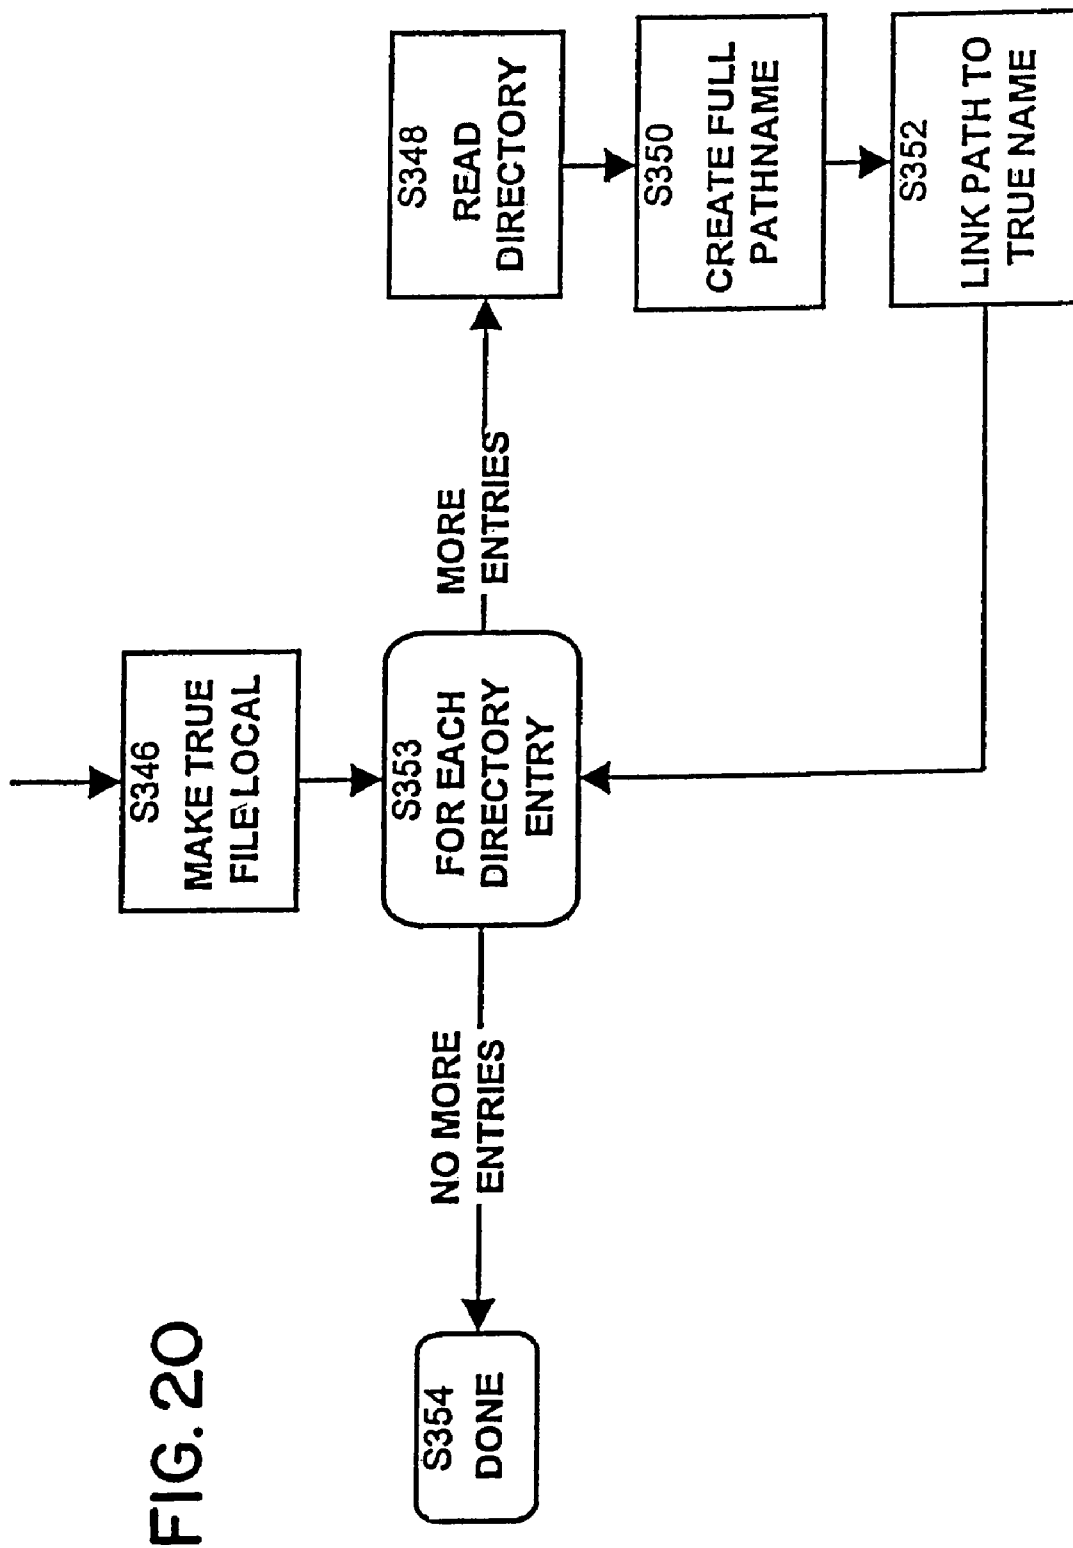 FIG. 20
S346
MAKE TRUE
FILE LOCAL
S353
FOR EACH
DIRECTORY
ENTRY
MORE
ENTRIES
S348
READ
DIRECTORY
S350
CREATE FULL
PATHNAME
S352
LINK PATH TO
TRUE NAME
NO MORE
ENTRIES
S354
DONE